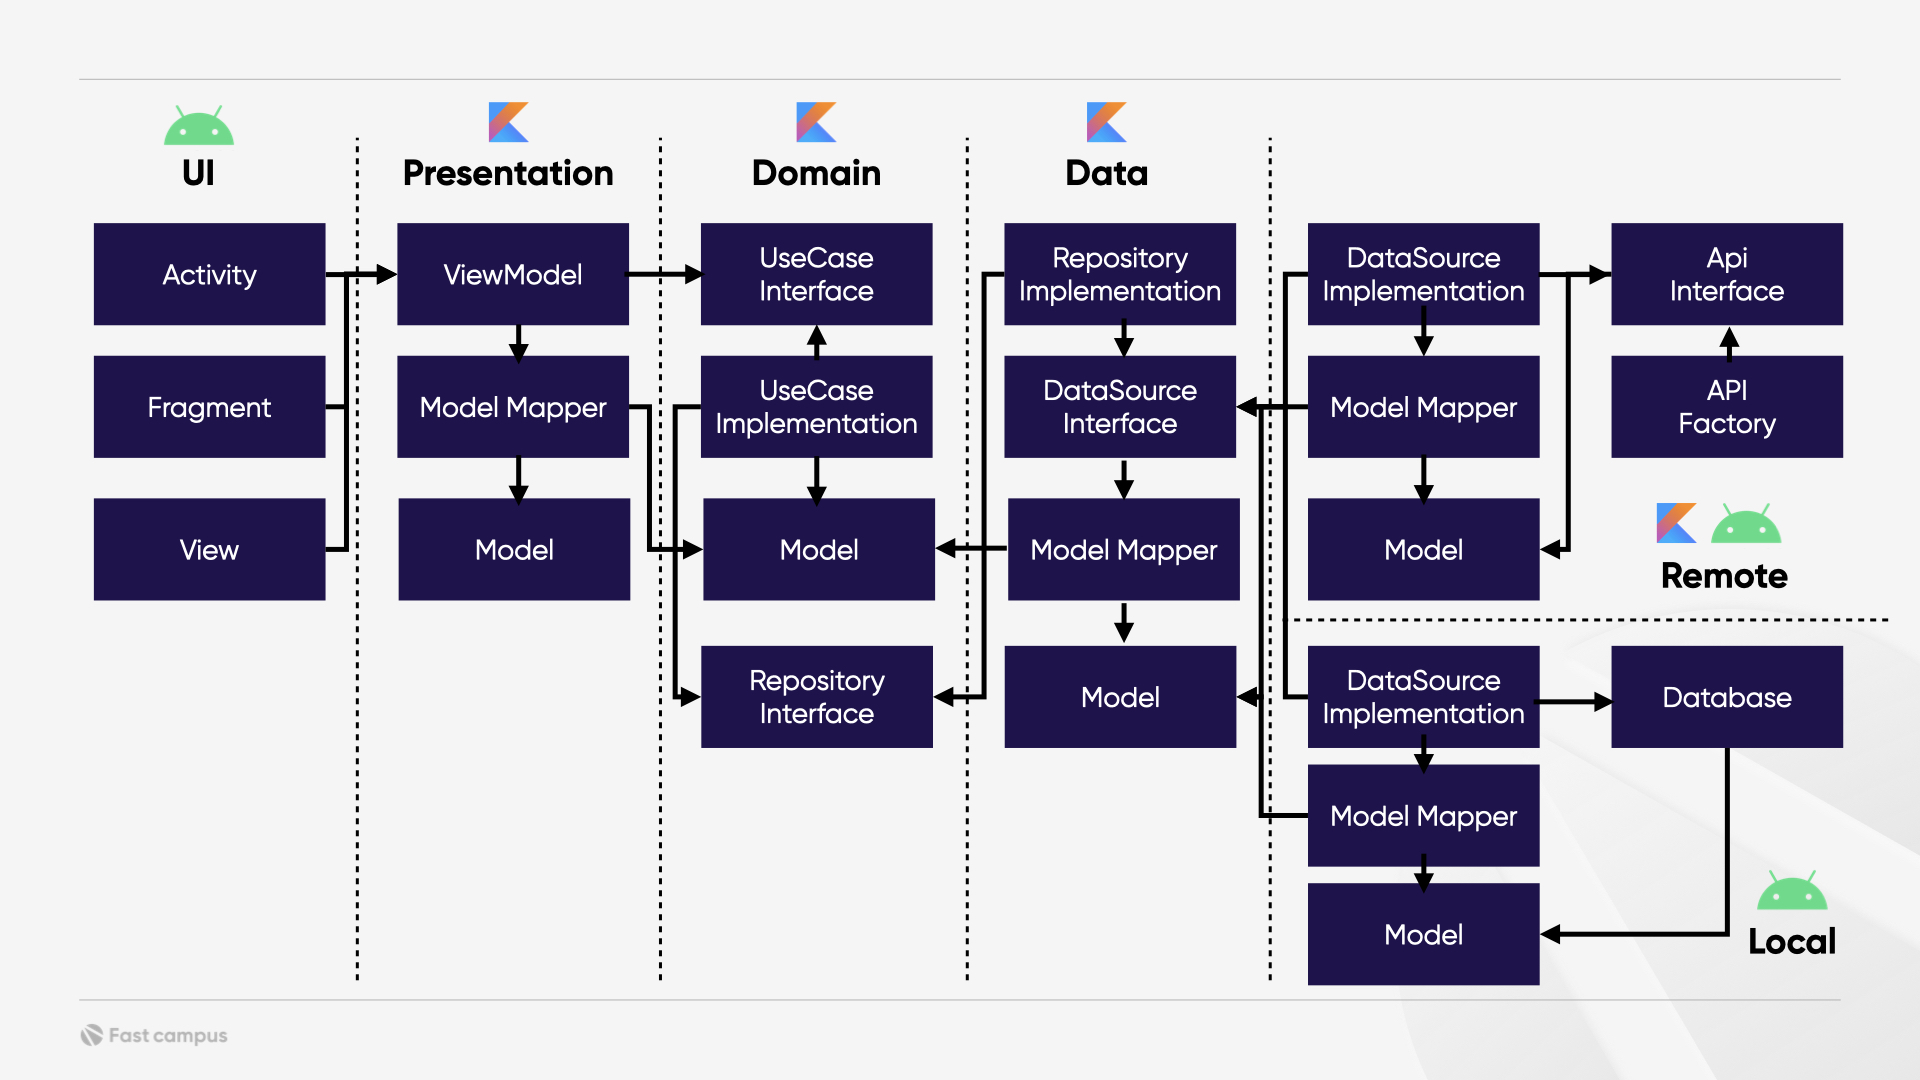 UI
Presentation
Domain
Data
Activity
Fragment
View
ViewModel
Model Mapper
Model
UseCase
Interface
UseCase
Implementation
Model
Repository
Interface
Repository
Implementation
DataSource
Interface
Model Mapper
Model
DataSource
Implementation
Model Mapper
Model
Api
Interface
API
Factory
Remote
DataSource
Implementation
Model Mapper
Model
Database
Local
Fast campus